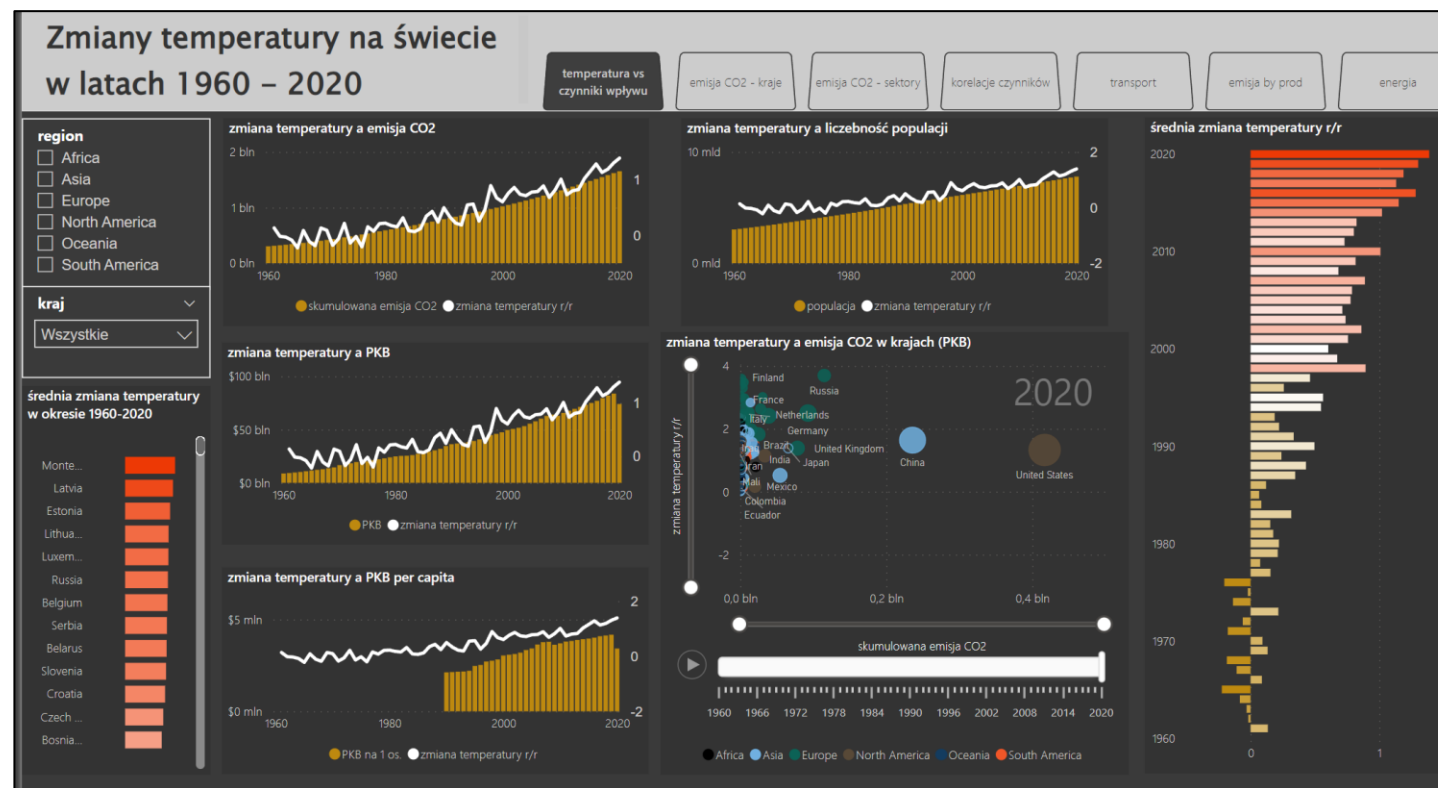 Zmiany temperatury na świecie
w latach 1960 – 2020
temperatura vs
czynniki wpływu
emisja CO2 - kraje
emisja CO2 - sektory
korelacje czynników
transport
emisja by prod
energia
region
Africa
Asia
Europe
North America
Oceania
South America
kraj
Wszystkie
średnia zmiana temperatury
w okresie 1960-2020
Monte...
Latvia
Estonia
Lithua...
Luxem...
Russia
Belgium
Serbia
Belarus
Slovenia
Croatia
Czech ...
Bosnia...
zmiana temperatury a emisja CO2
2 bln
1 bln
0 bln
1
0
1960 1980 2000 2020
skumulowana emisja CO2 zmiana temperatury r/r
zmiana temperatury a PKB
$100 bln
$50 bln
$0 bln
1
0
1960 1980 2000 2020
PKB zmiana temperatury r/r
zmiana temperatury a PKB per capita
$5 mln
$0 mln
2
0
-2
1960 1980 2000 2020
PKB na 1 os. zmiana temperatury r/r
zmiana temperatury a liczebność populacji
10 mld
0 mld
2
0
-2
1960 1980 2000 2020
populacja zmiana temperatury r/r
zmiana temperatury a emisja CO2 w krajach (PKB)
2020
zmiana temperatury r/r
4
2
0
-2
Finland
Russia
France
Netherlands
Italy
Germany
Iraq
Brazil
United Kingdom
India
Japan
China
United States
Iran
Mali
Mexico
Colombia
Ecuador
0,0 bln 0,2 bln 0,4 bln
skumulowana emisja CO2
1960 1966 1972 1978 1984 1990 1996 2002 2008 2014 2020
Africa Asia Europe North America Oceania South America
średnia zmiana temperatury r/r
2020
2010
2000
1990
1980
1970
1960
0 1